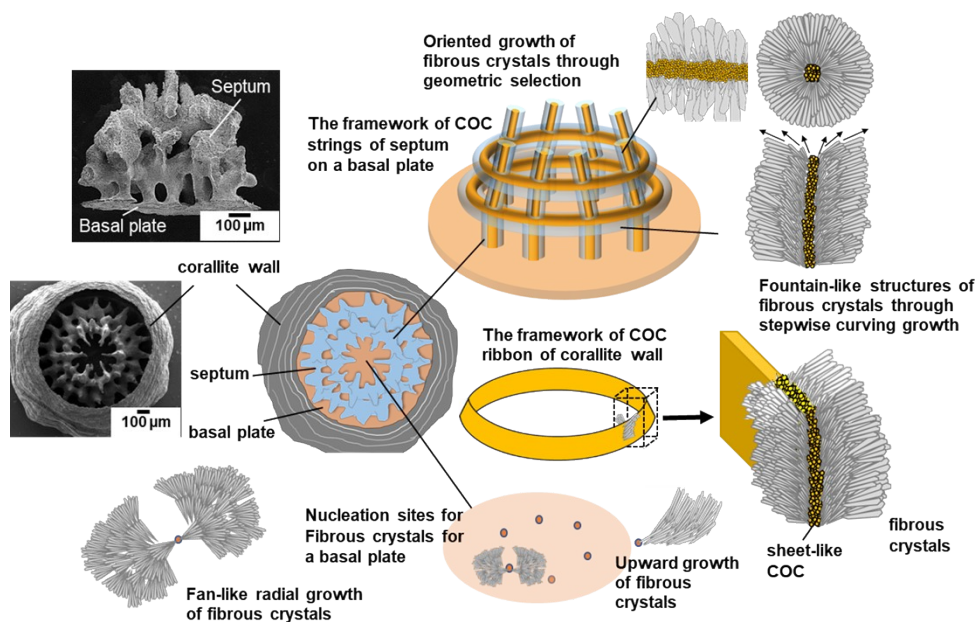 Oriented growth of
fibrous crystals through
geometric selection
Septum
The framework of COC
strings of septum
on a basal plate
Basal plate
100 μm
corallite wall
Fountain-like structures of
fibrous crystals through
stepwise curving growth
The framework of COC
ribbon of corallite wall
septum
100 μm
basal plate
Nucleation sites for
Fibrous crystals for
a basal plate
fibrous
crystals
sheet-like
COC
Upward growth
of fibrous
crystals
Fan-like radial growth
of fibrous crystals